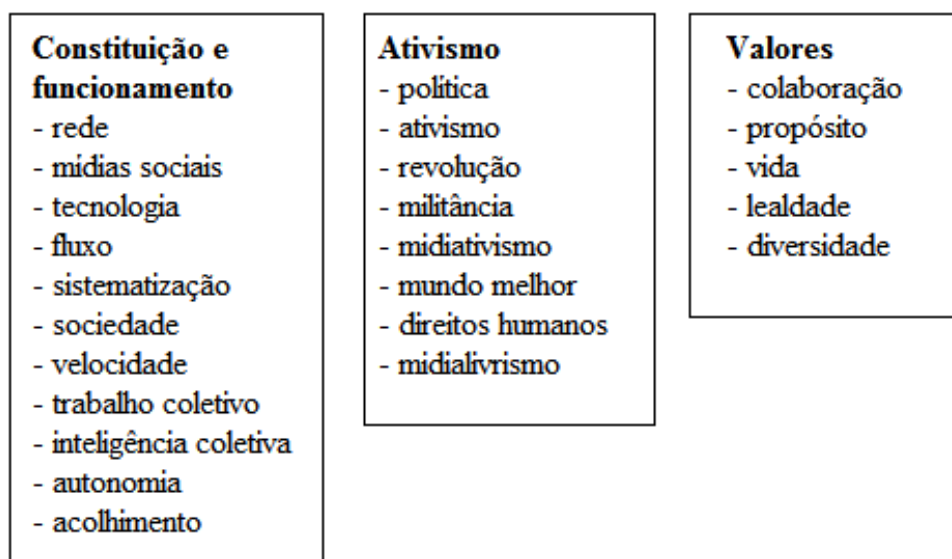 Constituição e
funcionamento
- rede
- mídias sociais
- tecnologia
- fluxo
- sistematização
- sociedade
- velocidade
- trabalho coletivo
- inteligência coletiva
- autonomia
- acolhimento
Ativismo
- política
- ativismo
- revolução
- militância
- midiativismo
- mundo melhor
- direitos humanos
- midialivrismo
Valores
- colaboração
- propósito
- vida
- lealdade
- diversidade